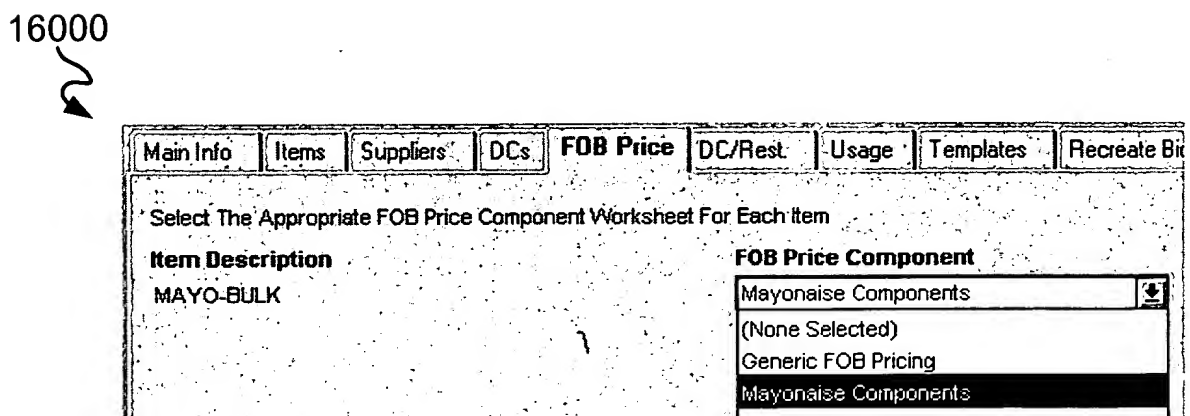 16000
Main Info Items Suppliers DCs FOB Price DC/Rest. Usage Templates Recreate Bid
Select The Appropriate FOB Price Component Worksheet For Each Item
Item Description FOB Price Component
MAYO-BULK Mayonaise Components
(None Selected)
Generic FOB Pricing
Mayonaise Components